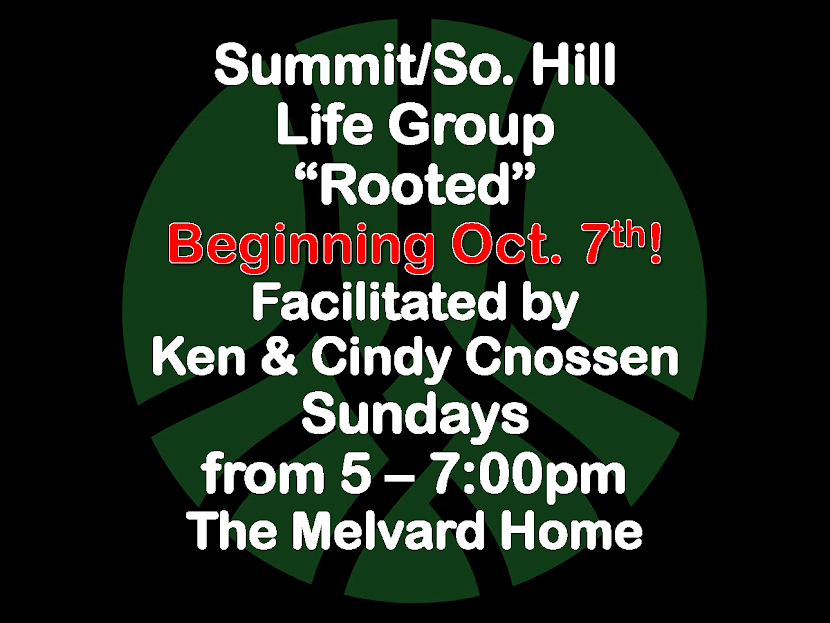 Summit/So. Hill
Life Group
“Rooted”
Beginning Oct. 7th!
Facilitated by
Ken & Cindy Cnossen
Sundays
from 5 – 7:00pm
The Melvard Home